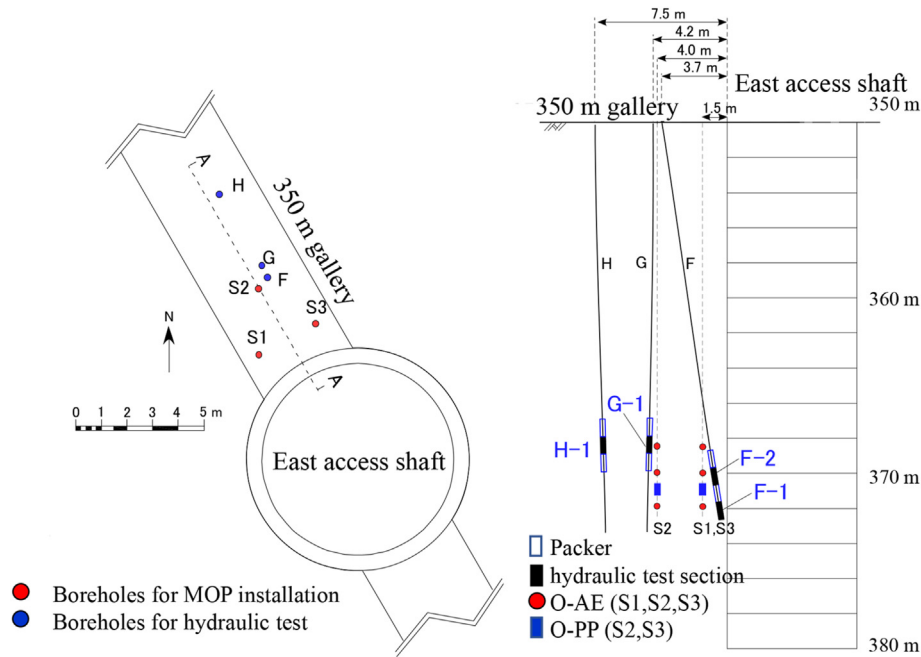 A
H
350 m gallery
G
F
S2
S3
S1
N
A
0 1 2 3 4 5 m
East access shaft
Boreholes for MOP installation
Boreholes for hydraulic test
7.5 m
4.2 m
4.0 m
3.7 m
East access shaft
350 m gallery
1.5 m
350 m
H
G
F
360 m
G-1
H-1
F-2
370 m
F-1
S2
S1,S3
Packer
hydraulic test section
O-AE (S1,S2,S3)
O-PP (S2,S3)
380 m